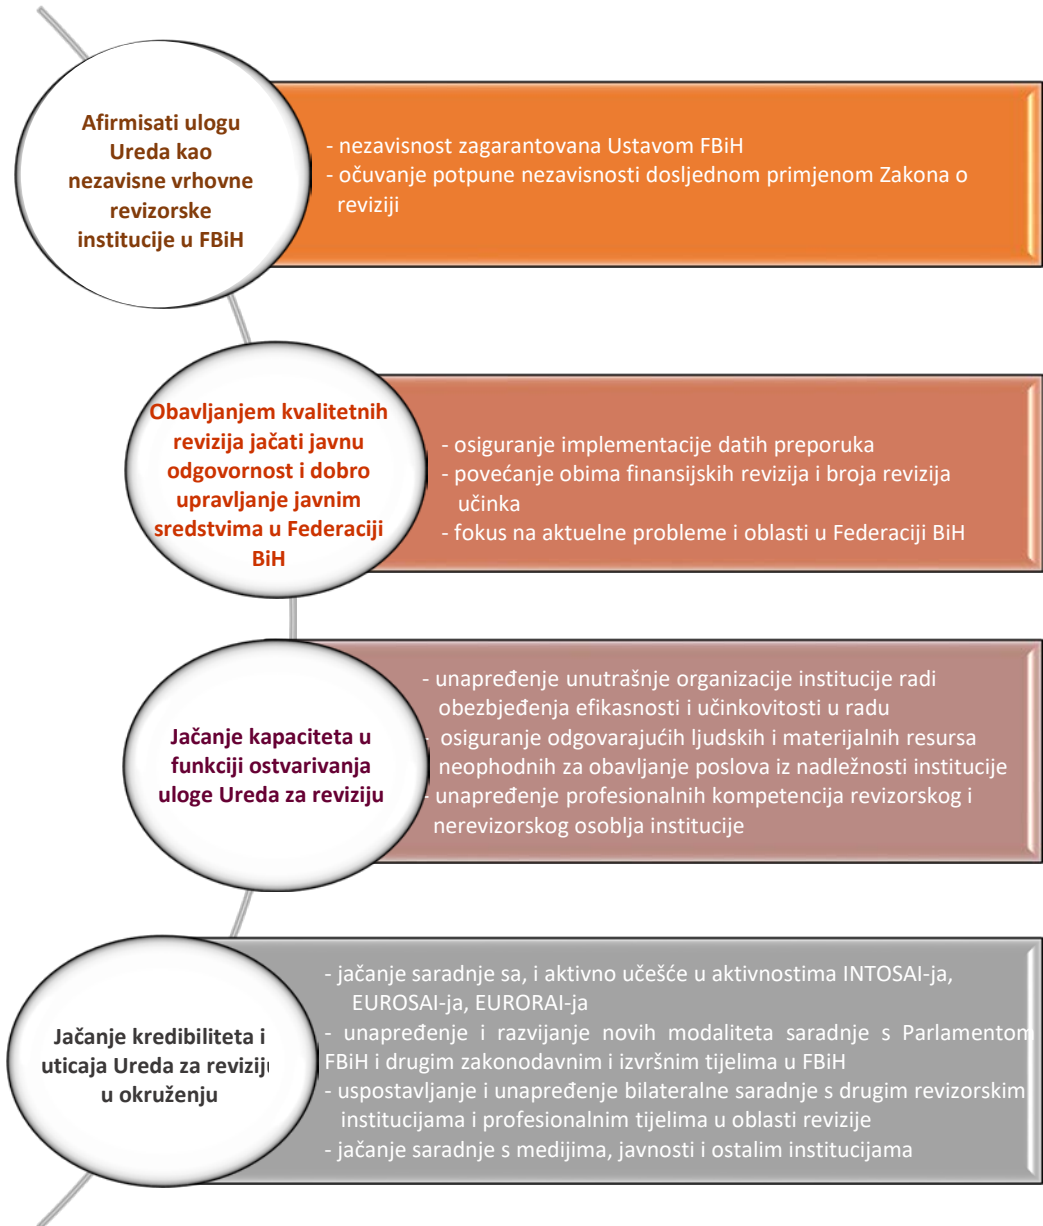 Afirmisati ulogu
Ureda kao
nezavisne vrhovne
revizorske
institucije u FBiH
- nezavisnost zagarantovana Ustavom FBiH
- očuvanje potpune nezavisnosti dosljednom primjenom Zakona o
reviziji
Obavljanjem kvalitetnih
revizija jačati javnu
odgovornost i dobro
upravljanje javnim
sredstvima u Federaciji
BiH
- osiguranje implementacije datih preporuka
- povećanje obima finansijskih revizija i broja revizija
učinka
- fokus na aktuelne probleme i oblasti u Federaciji BiH
Jačanje kapaciteta u
funkciji ostvarivanja
uloge Ureda za reviziju
- unapređenje unutrašnje organizacije institucije radi
obezbjeđenja efikasnosti i učinkovitosti u radu
- osiguranje odgovarajućih ljudskih i materijalnih resursa
neophodnih za obavljanje poslova iz nadležnosti institucije
- unapređenje profesionalnih kompetencija revizorskog i
nerevizorskog osoblja institucije
Jačanje kredibiliteta i
uticaja Ureda za reviziju
u okruženju
- jačanje saradnje sa, i aktivno učešće u aktivnostima INTOSAI-ja,
EUROSAI-ja, EURORAI-ja
- unapređenje i razvijanje novih modaliteta saradnje s Parlamentom
FBiH i drugim zakonodavnim i izvršnim tijelima u FBiH
- uspostavljanje i unapređenje bilateralne saradnje s drugim revizorskim
institucijama i profesionalnim tijelima u oblasti revizije
- jačanje saradnje s medijima, javnosti i ostalim institucijama